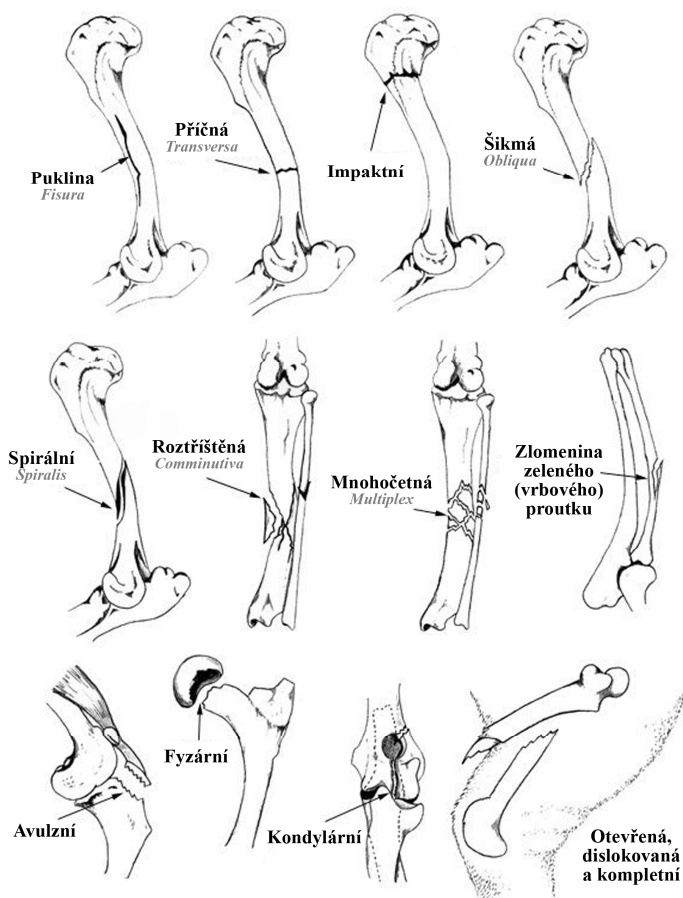 Puklina
Fisura
Příčná
Transversa
Impaktní
Šikmá
Obliqua
Spirální
Spiralis
Roztříštěná
Comminutiva
Mnohočetná
Multiplex
Zlomenina
zeleného
(vrbového)
proutku
Avulzní
Fyzární
Kondylární
Otevřená,
dislokovaná
a kompletní